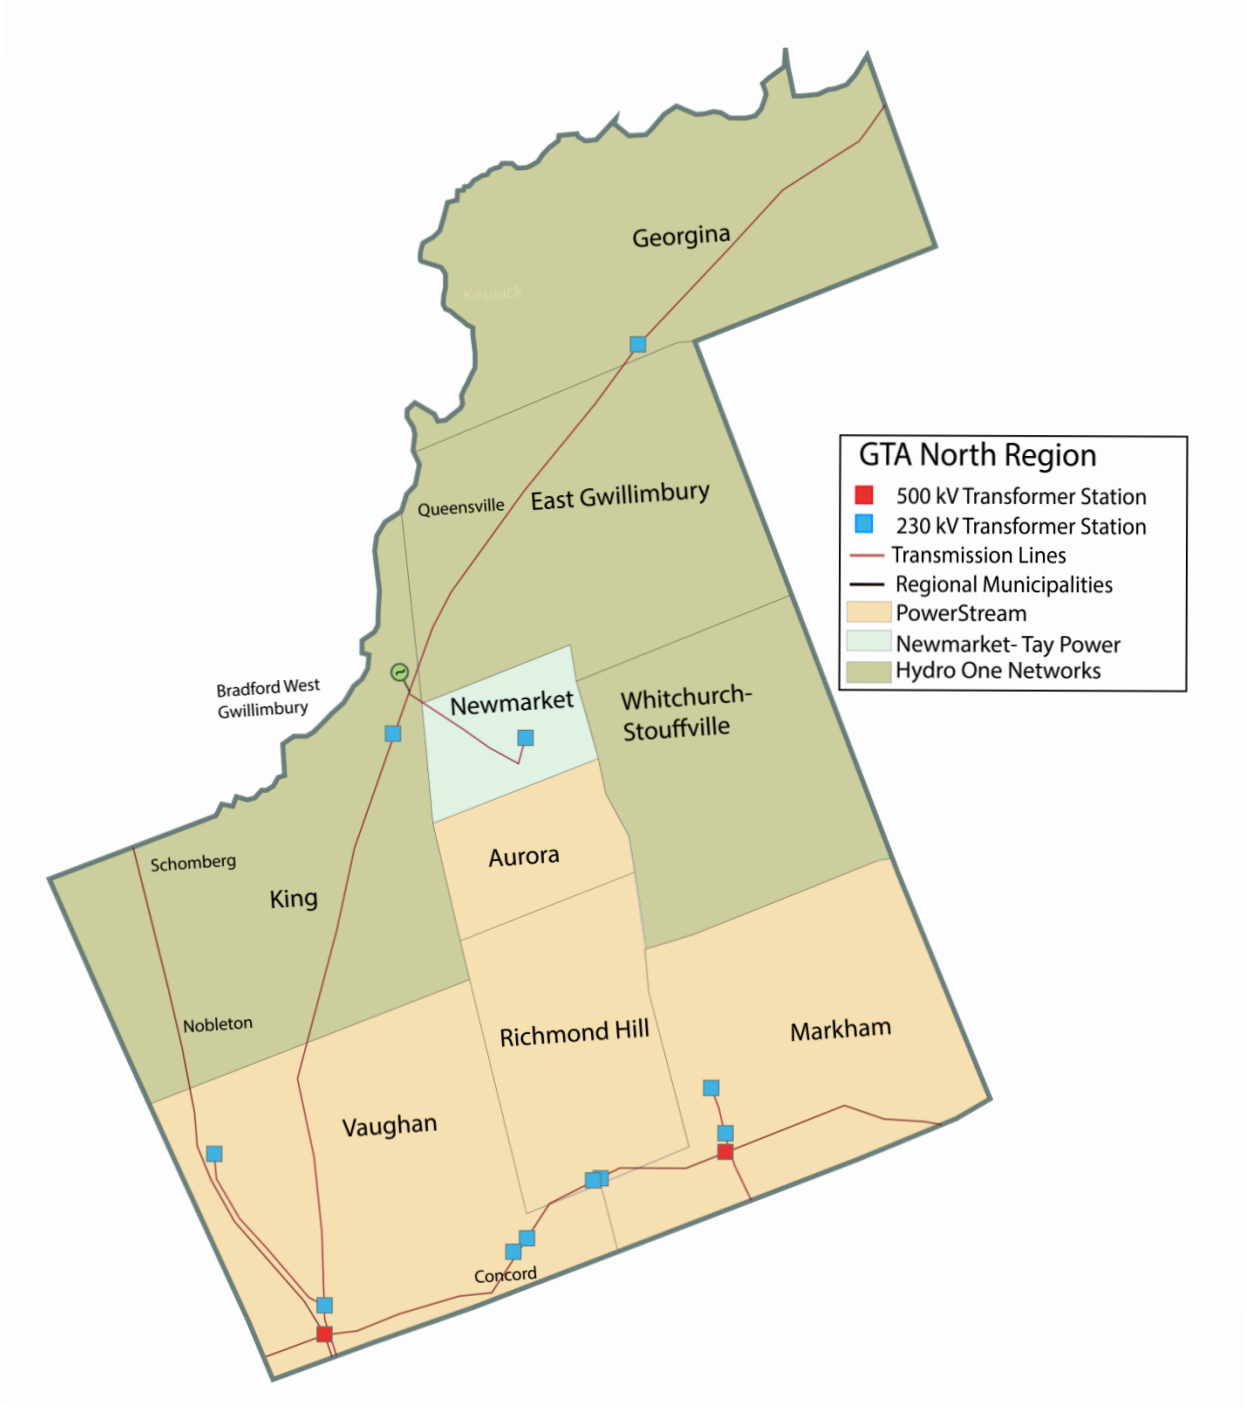 Georgina
Keswick
Queensville
East Gwillimbury
GTA North Region
500 kV Transformer Station
230 kV Transformer Station
Transmission Lines
Regional Municipalities
PowerStream
Newmarket- Tay Power
Hydro One Networks
Bradford West
Gwillimbury
Newmarket
Whitchurch-
Stouffville
Schomberg
King
Aurora
Nobleton
Richmond Hill
Markham
Vaughan
Concord